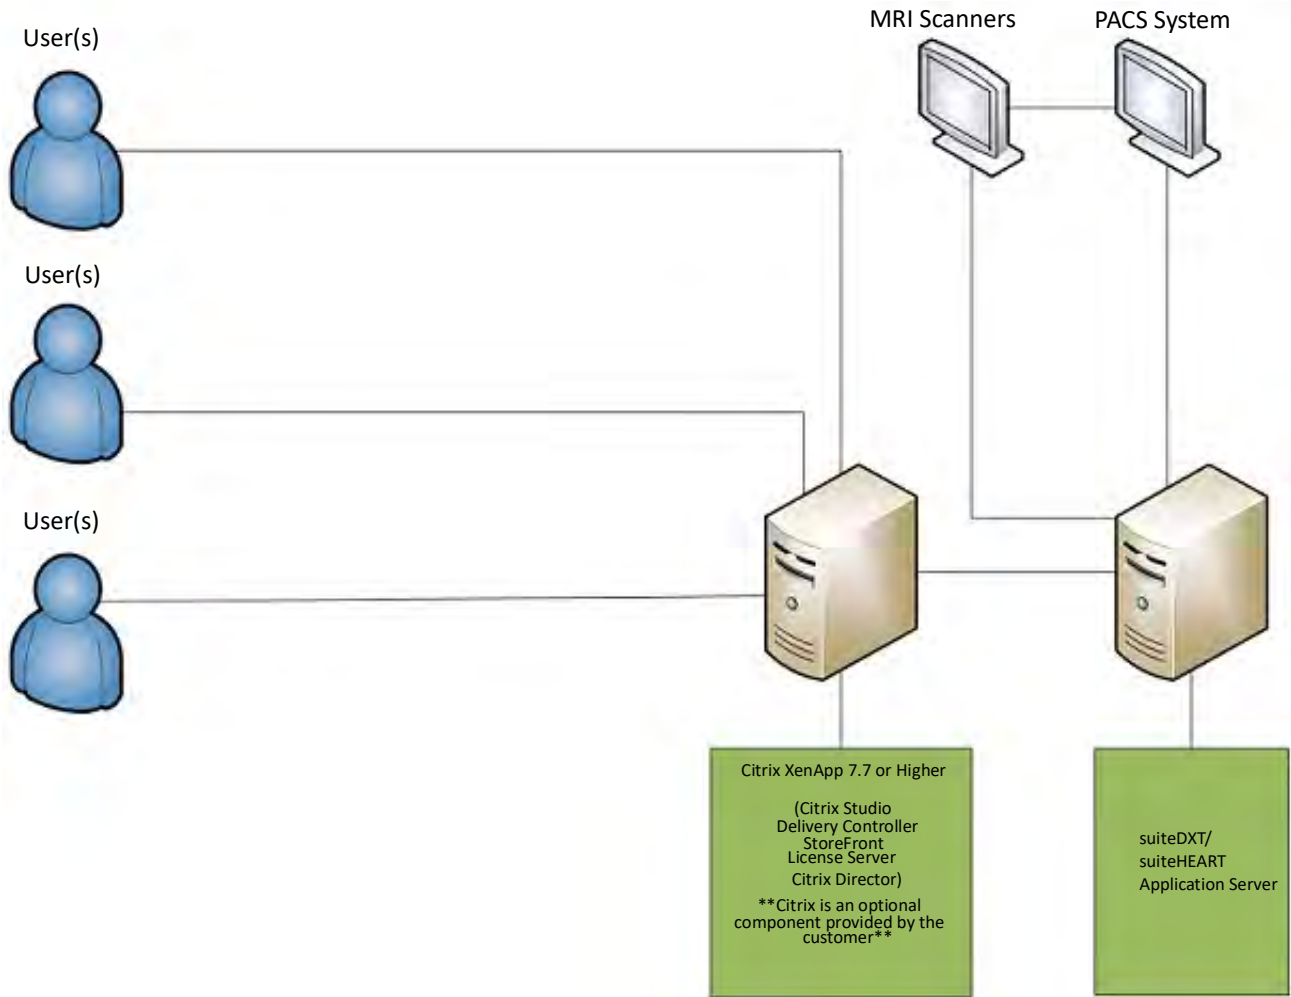 MRI Scanners
PACS System
User(s)
User(s)
User(s)
Citrix XenApp 7.7 or Higher
(Citrix Studio
Delivery Controller
StoreFront
License Server
Citrix Director)
**Citrix is an optional
component provided by the
customer**
suiteDXT/
suiteHEART
Application Server